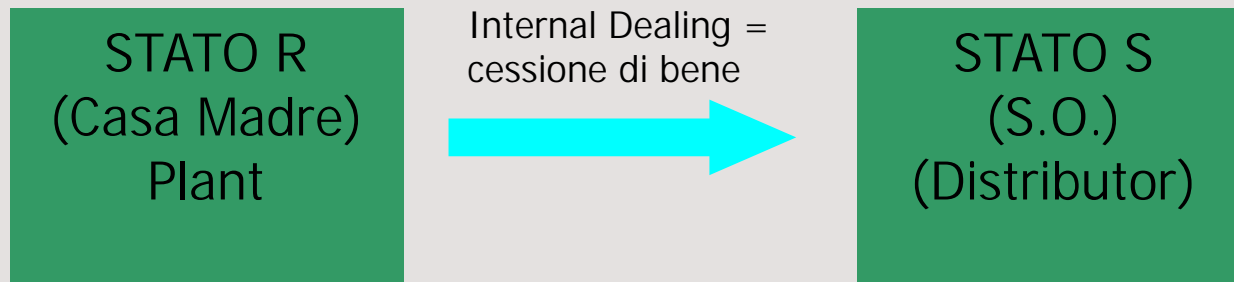 STATO R
(Casa Madre)
Plant
Internal Dealing =
cessione di bene
STATO S
(S.O.)
(Distributor)